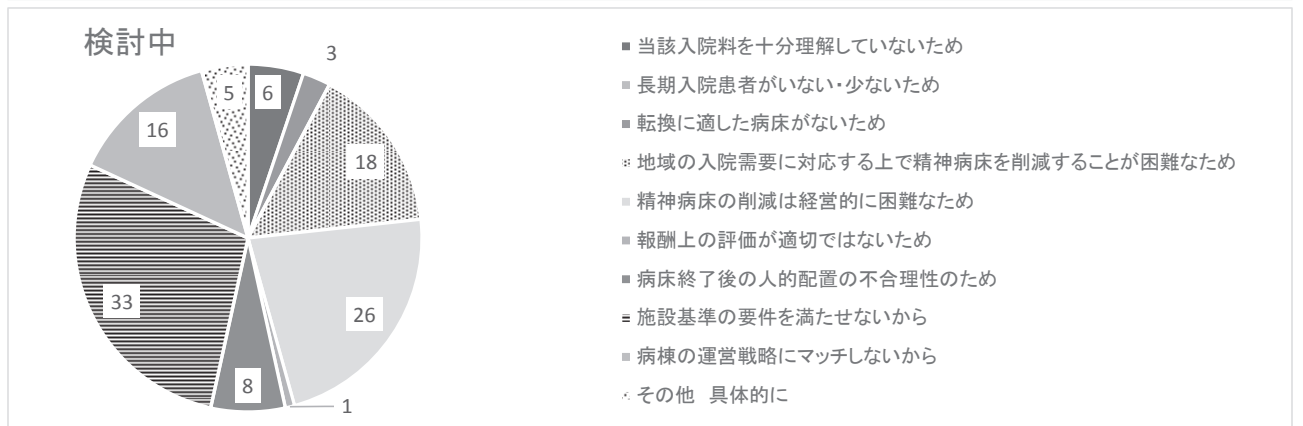 検討中
3
5
6
16
18
33
26
8
1
当該入院料を十分理解していないため
長期入院患者がいない・少ないため
転換に適した病床がないため
地域の入院需要に対応する上で精神病床を削減することが困難なため
精神病床の削減は経営的に困難なため
報酬上の評価が適切ではないため
病床終了後の人的配置の不合理性のため
施設基準の要件を満たせないから
病棟の運営戦略にマッチしないから
その他 具体的に